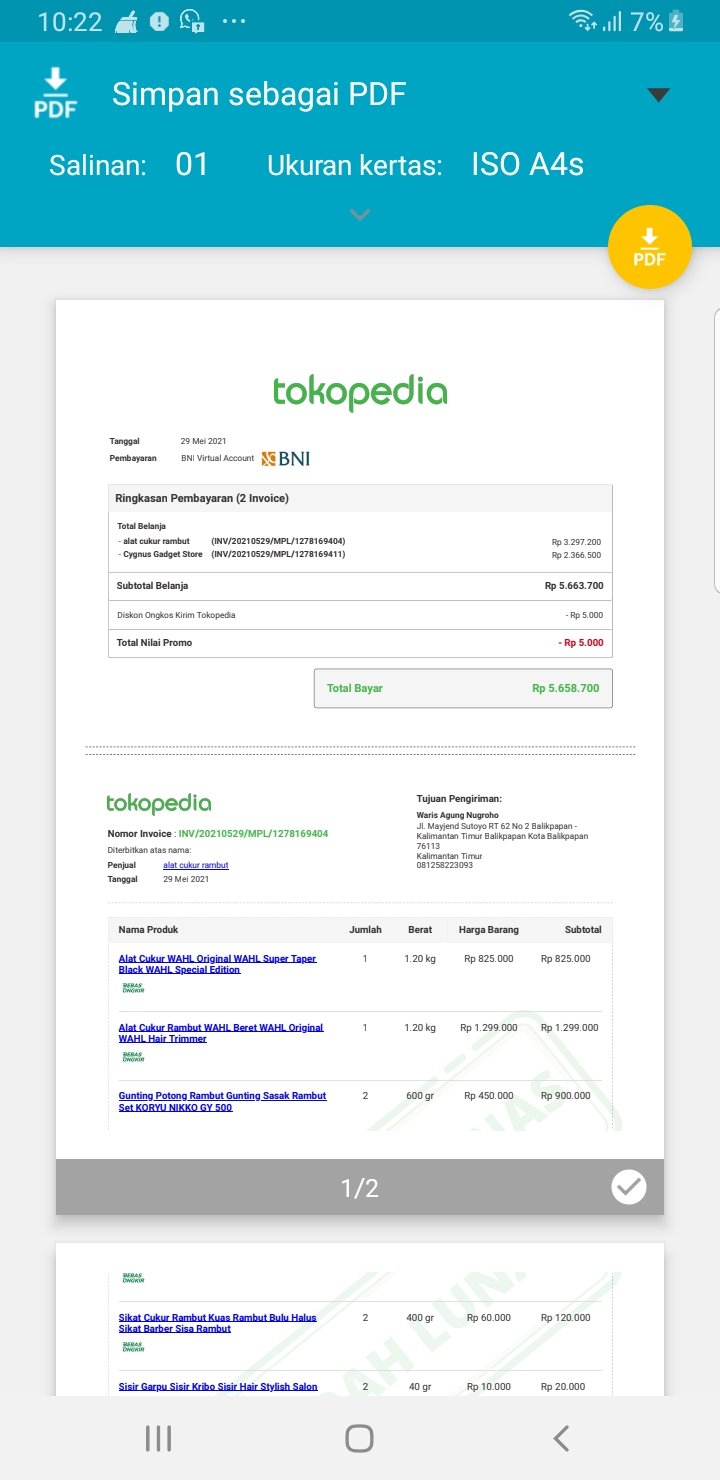 10:22 7%
PDF Simpan sebagai PDF
Salinan: 01 Ukuran kertas: ISO A4s
PDF
tokopedia
Tanggal 29 Mei 2021
Pembayaran BNI Virtual Account BNI
Ringkasan Pembayaran (2 Invoice)
Total Belanja
- alat cukur rambut (INV/20210529/MPL/1278169404) Rp 3.297.200
- Cygnus Gadget Store (INV/20210529/MPL/1278169411) Rp 2.366.500
Subtotal Belanja Rp 5.663.700
Diskon Ongkos Kirim Tokopedia - Rp 5.000
Total Nilai Promo - Rp 5.000
Total Bayar Rp 5.658.700
tokopedia
Nomor Invoice : INV/20210529/MPL/1278169404
Diterbitkan atas nama:
Penjual alat cukur rambut
Tanggal 29 Mei 2021
Tujuan Pengiriman:
Waris Agung Nugroho
Jl. Mayjend Sutoyo RT 62 No 2 Balikpapan -
Kalimantan Timur Balikpapan Kota Balikpapan
76113
Kalimantan Timur
081258223093
Nama Produk Jumlah Berat Harga Barang Subtotal
Alat Cukur WAHL Original WAHL Super Taper 1 1.20 kg Rp 825.000 Rp 825.000
Black WAHL Special Edition
BEBAS
ONGKIR
Alat Cukur Rambut WAHL Beret WAHL Original 1 1.20 kg Rp 1.299.000 Rp 1.299.000
WAHL Hair Trimmer
BEBAS
ONGKIR
Gunting Potong Rambut Gunting Sasak Rambut 2 600 gr Rp 450.000 Rp 900.000
Set KORYU NIKKO GY 500
1/2
BEBAS
ONGKIR
Sikat Cukur Rambut Kuas Rambut Bulu Halus 2 400 gr Rp 60.000 Rp 120.000
Sikat Barber Sisa Rambut
BEBAS
ONGKIR
Sisir Garpu Sisir Kribo Sisir Hair Stylish Salon 2 40 gr Rp 10.000 Rp 20.000